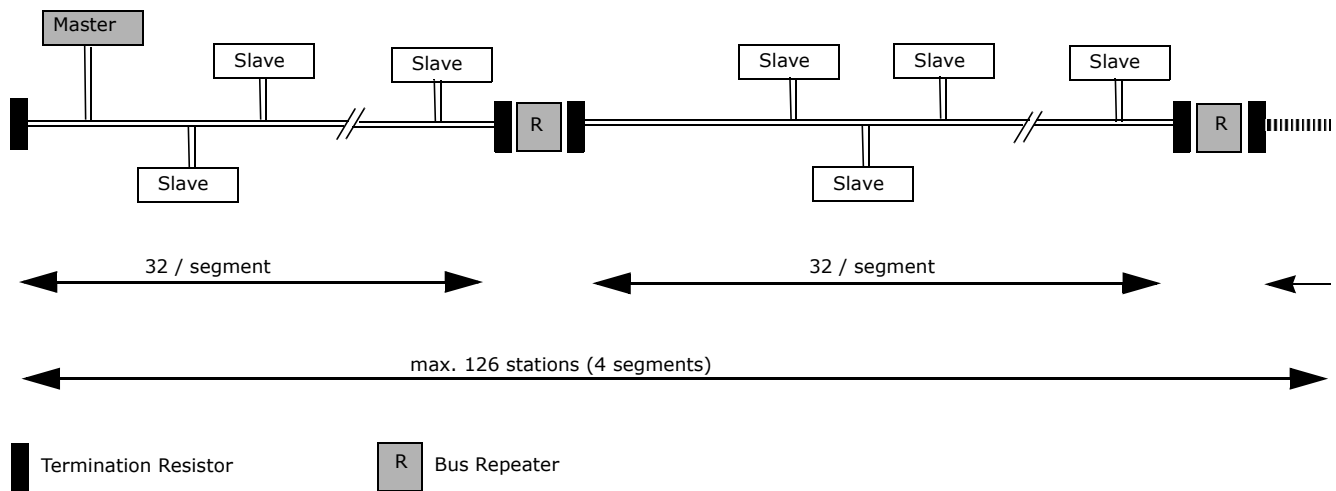 Master
Slave
Slave
Slave
Slave
Slave
R
Slave
R
Slave
Slave
32 / segment
32 / segment
max. 126 stations (4 segments)
Termination Resistor
R
Bus Repeater